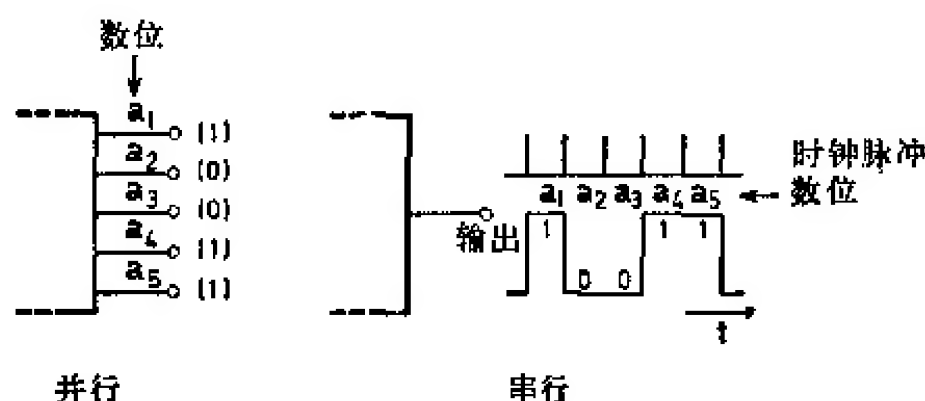 数位
a₁ (1)
a₂ (0)
a₃ (0)
a₄ (1)
a₅ (1)
并行
输出
时钟脉冲
a₁ a₂ a₃ a₄ a₅ 数位
1 0 0 1 1
t
串行